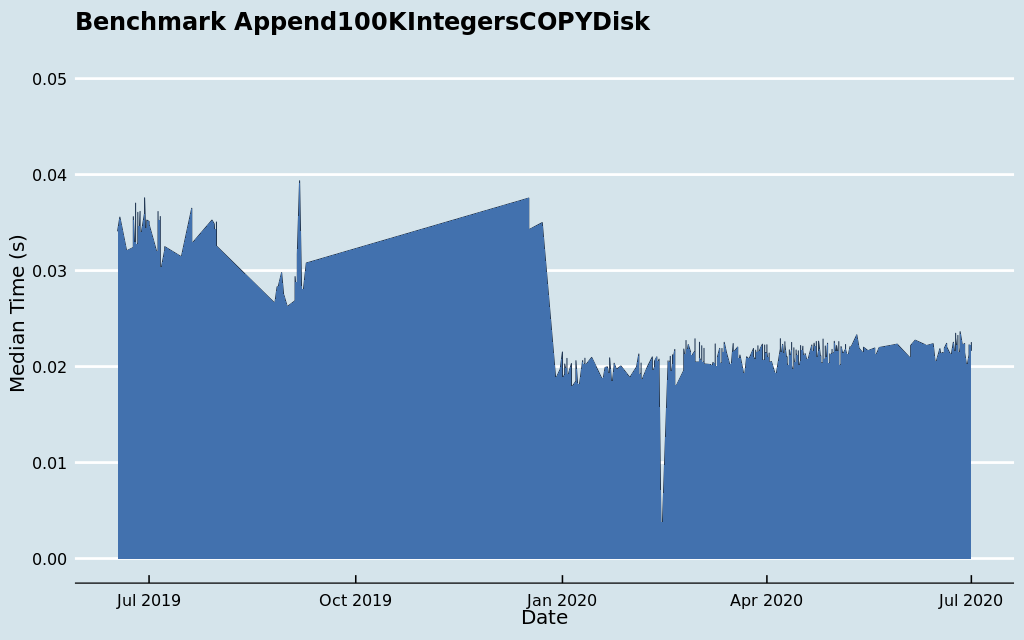 Benchmark Append100KIntegersCOPYDisk
0.05
0.04
0.03
0.02
0.01
0.00
Median Time (s)
Jul 2019 Oct 2019 Jan 2020 Apr 2020 Jul 2020
Date